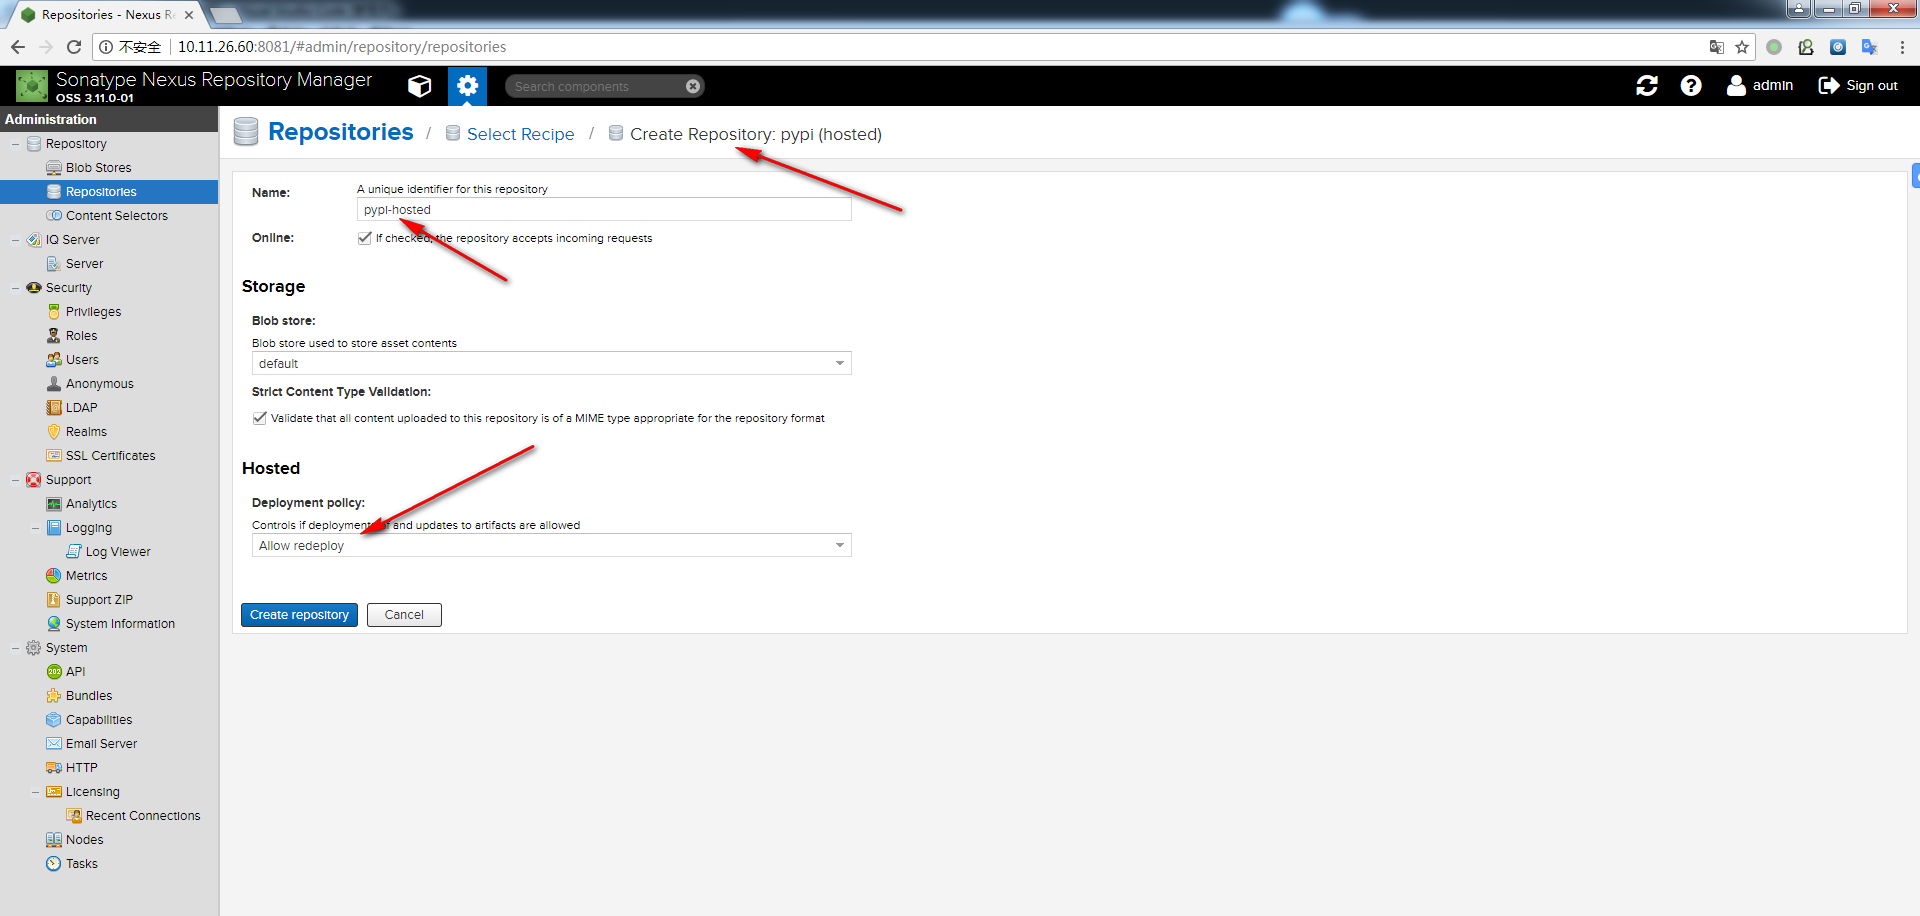 Repositories - Nexus Re
不安全 10.11.26.60:8081/#admin/repository/repositories
Sonatype Nexus Repository Manager
OSS 3.11.0-01
Search components
admin
Sign out
Administration
Repository
Blob Stores
Repositories
Content Selectors
IQ Server
Server
Security
Privileges
Roles
Users
Anonymous
LDAP
Realms
SSL Certificates
Support
Analytics
Logging
Log Viewer
Metrics
Support ZIP
System Information
System
API
Bundles
Capabilities
Email Server
HTTP
Licensing
Recent Connections
Nodes
Tasks
Repositories / Select Recipe / Create Repository: pypi (hosted)
Name:
A unique identifier for this repository
pypi-hosted
Online:
If checked, the repository accepts incoming requests
Storage
Blob store:
Blob store used to store asset contents
default
Strict Content Type Validation:
Validate that all content uploaded to this repository is of a MIME type appropriate for the repository format
Hosted
Deployment policy:
Controls if deployments of and updates to artifacts are allowed
Allow redeploy
Create repository
Cancel